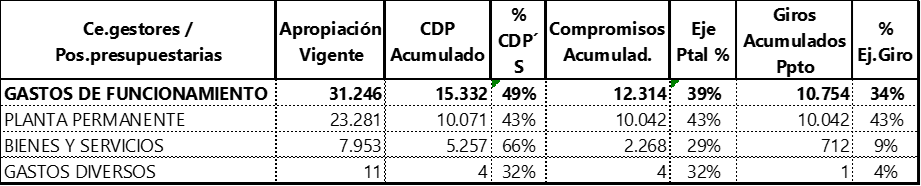 Ce.gestores / Pos.presupuestarias Apropiación Vigente CDP Acumulado % CDP´S Compromisos Acumulad. Eje Ptal % Giros Acumulados Ppto % Ej.Giro
GASTOS DE FUNCIONAMIENTO 31.246 15.332 49% 12.314 39% 10.754 34%
PLANTA PERMANENTE 23.281 10.071 43% 10.042 43% 10.042 43%
BIENES Y SERVICIOS 7.953 5.257 66% 2.268 29% 712 9%
GASTOS DIVERSOS 11 4 32% 4 32% 1 4%